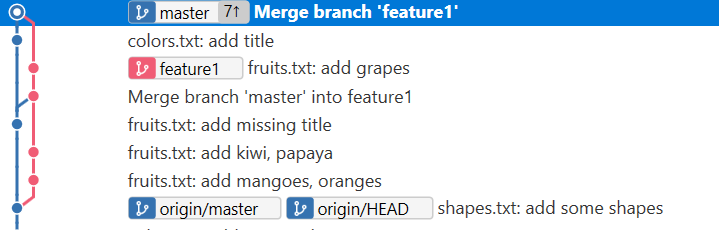 master 7↑ Merge branch 'feature1'
colors.txt: add title
feature1 fruits.txt: add grapes
Merge branch 'master' into feature1
fruits.txt: add missing title
fruits.txt: add kiwi, papaya
fruits.txt: add mangoes, oranges
origin/master origin/HEAD shapes.txt: add some shapes